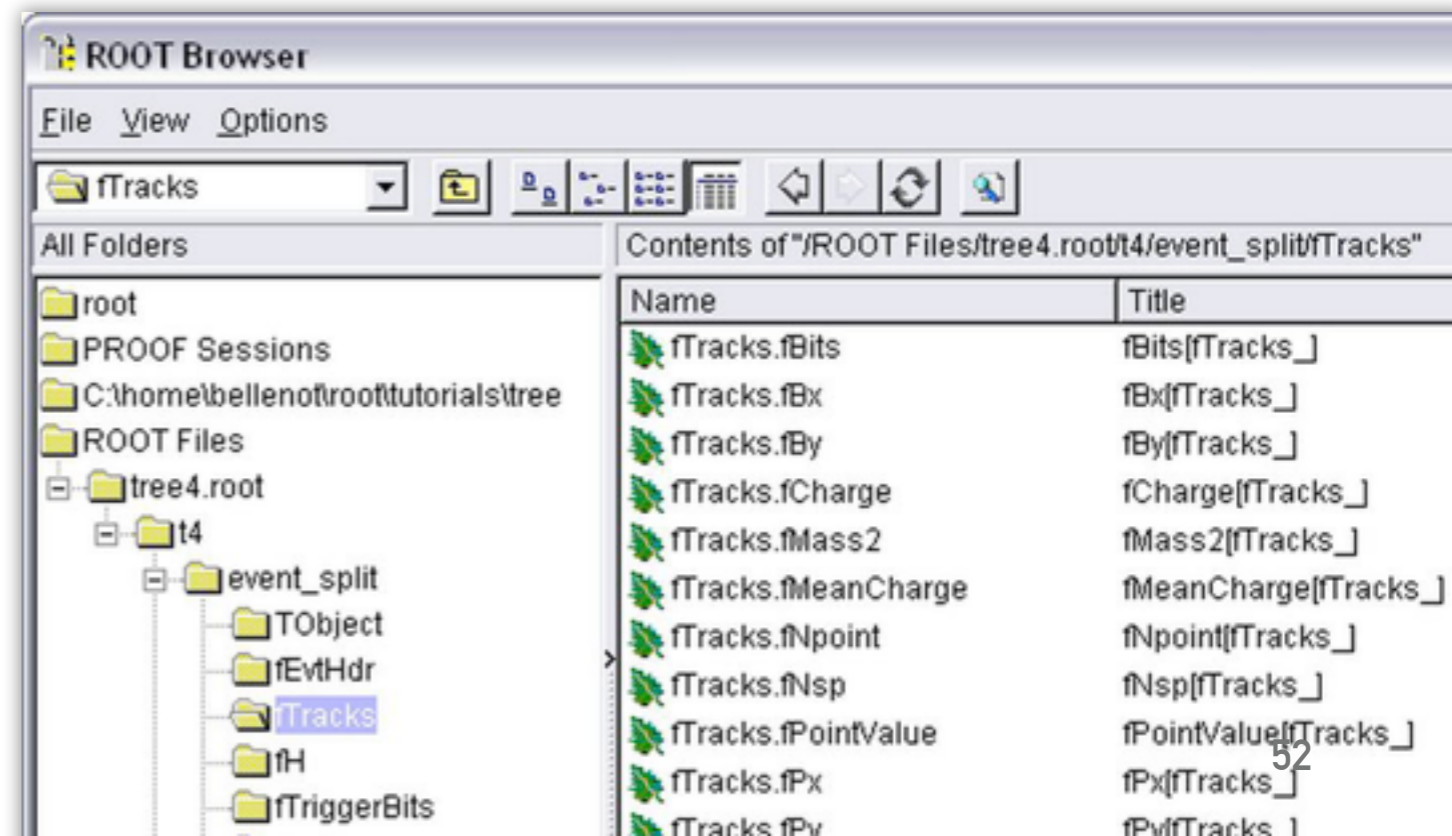 ROOT Browser
File View Options
fTracks
All Folders
Contents of "/ROOT Files/tree4.root/t4/event_split/fTracks"
root
PROOF Sessions
C:\home\bellenot\root\tutorials\tree
ROOT Files
tree4.root
t4
event_split
TObject
fEvtHdr
fTracks
fH
fTriggerBits
Name Title
fTracks.fBits fBits[fTracks_]
fTracks.fBx fBx[fTracks_]
fTracks.fBy fBy[fTracks_]
fTracks.fCharge fCharge[fTracks_]
fTracks.fMass2 fMass2[fTracks_]
fTracks.fMeanCharge fMeanCharge[fTracks_]
fTracks.fNpoint fNpoint[fTracks_]
fTracks.fNsp fNsp[fTracks_]
fTracks.fPointValue fPointValue[fTracks_]
52
fTracks.fPx fPx[fTracks_]
fTracks.fPy fPy[fTracks_]